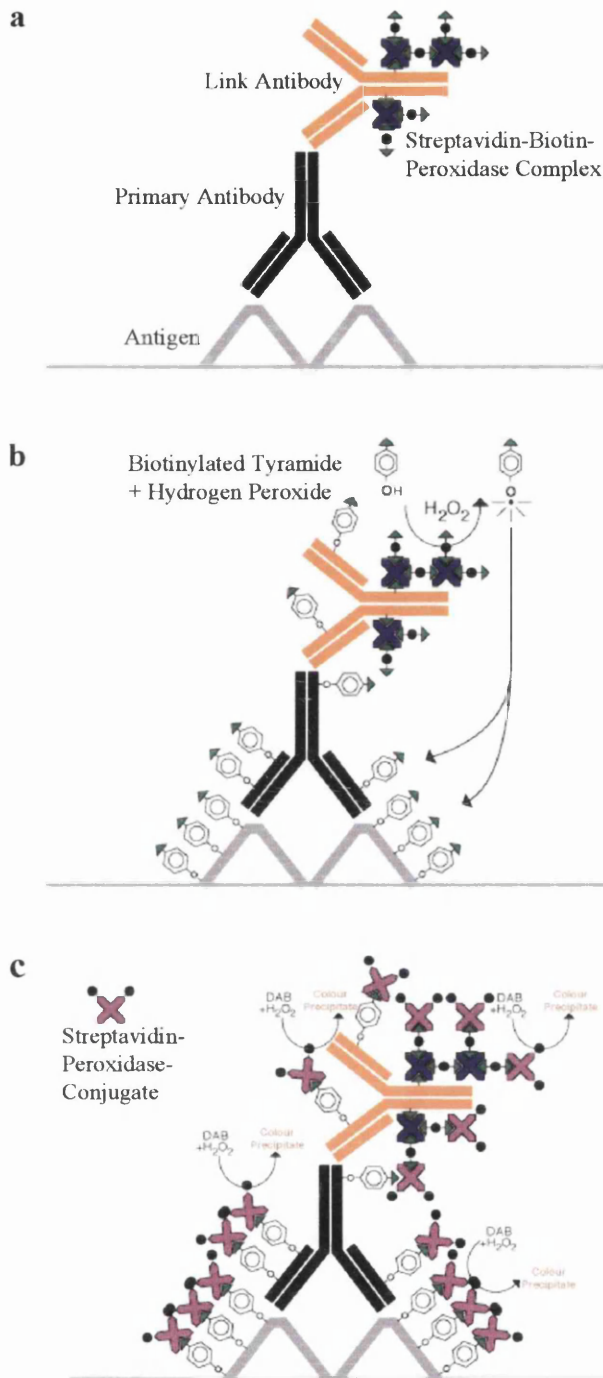 a
Link Antibody
Streptavidin-Biotin-
Peroxidase Complex
Primary Antibody
Antigen
b
Biotinylated Tyramide
+ Hydrogen Peroxide
OH
H₂O₂
O
c
Streptavidin-
Peroxidase-
Conjugate
DAB
+H₂O₂
Colour
Precipitate
DAB
+H₂O₂
Colour
Precipitate
DAB
+H₂O₂
Colour
Precipitate
DAB
+H₂O₂
Colour
Precipitate